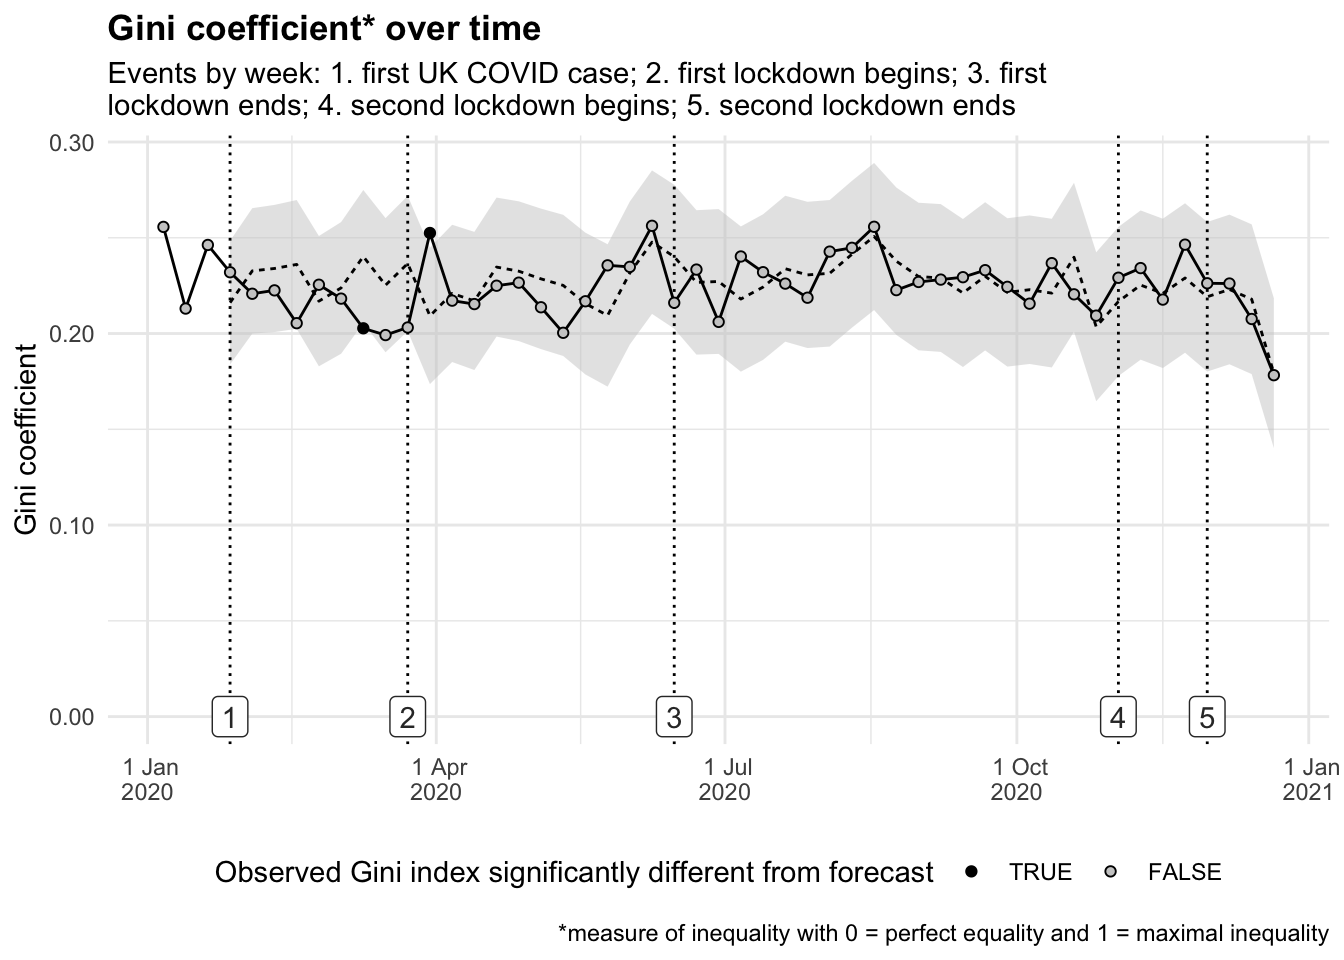 Gini coefficient* over time
Events by week: 1. first UK COVID case; 2. first lockdown begins; 3. first
lockdown ends; 4. second lockdown begins; 5. second lockdown ends
Gini coefficient
0.30
0.20
0.10
0.00
1
2
3
4
5
1 Jan
2020
1 Apr
2020
1 Jul
2020
1 Oct
2020
1 Jan
2021
Observed Gini index significantly different from forecast TRUE FALSE
*measure of inequality with 0 = perfect equality and 1 = maximal inequality